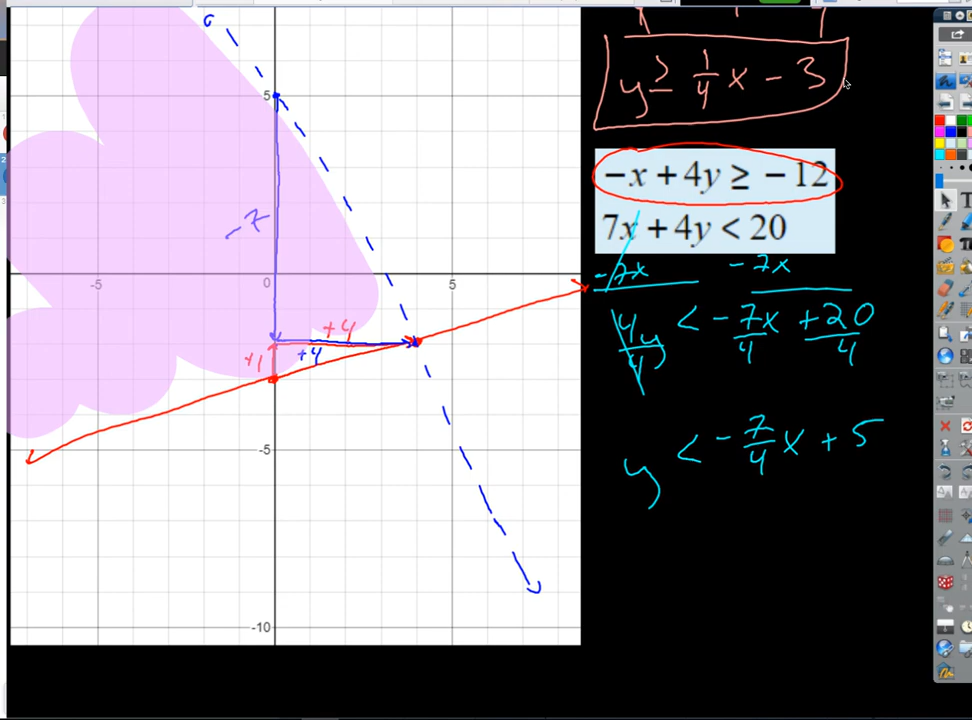 y ≥ 1/4 x - 3
-x + 4y ≥ -12
7x + 4y < 20
-7x -7x
4y/4 < -7x/4 +20/4
y < -7/4 x + 5
5
-7
-5 0 5
+4
+1 +4
-5
-10